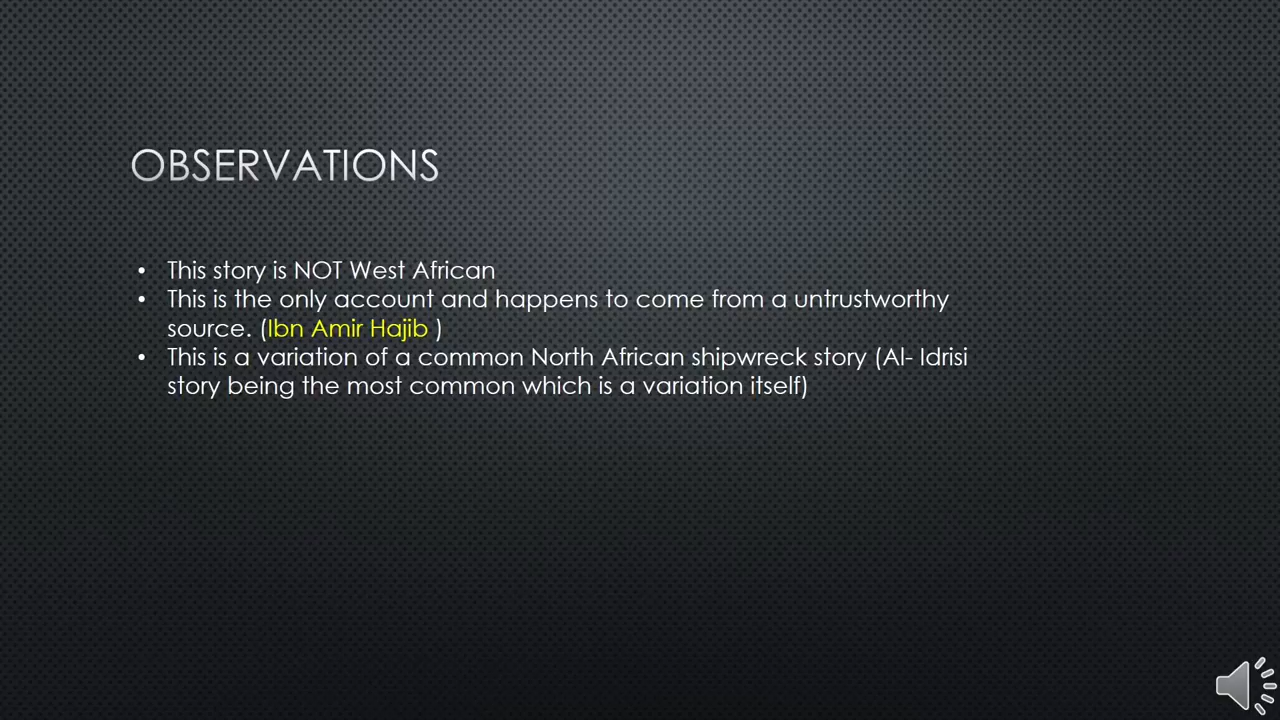 OBSERVATIONS
• This story is NOT West African
• This is the only account and happens to come from a untrustworthy
source. (Ibn Amir Hajib )
• This is a variation of a common North African shipwreck story (Al- Idrisi
story being the most common which is a variation itself)